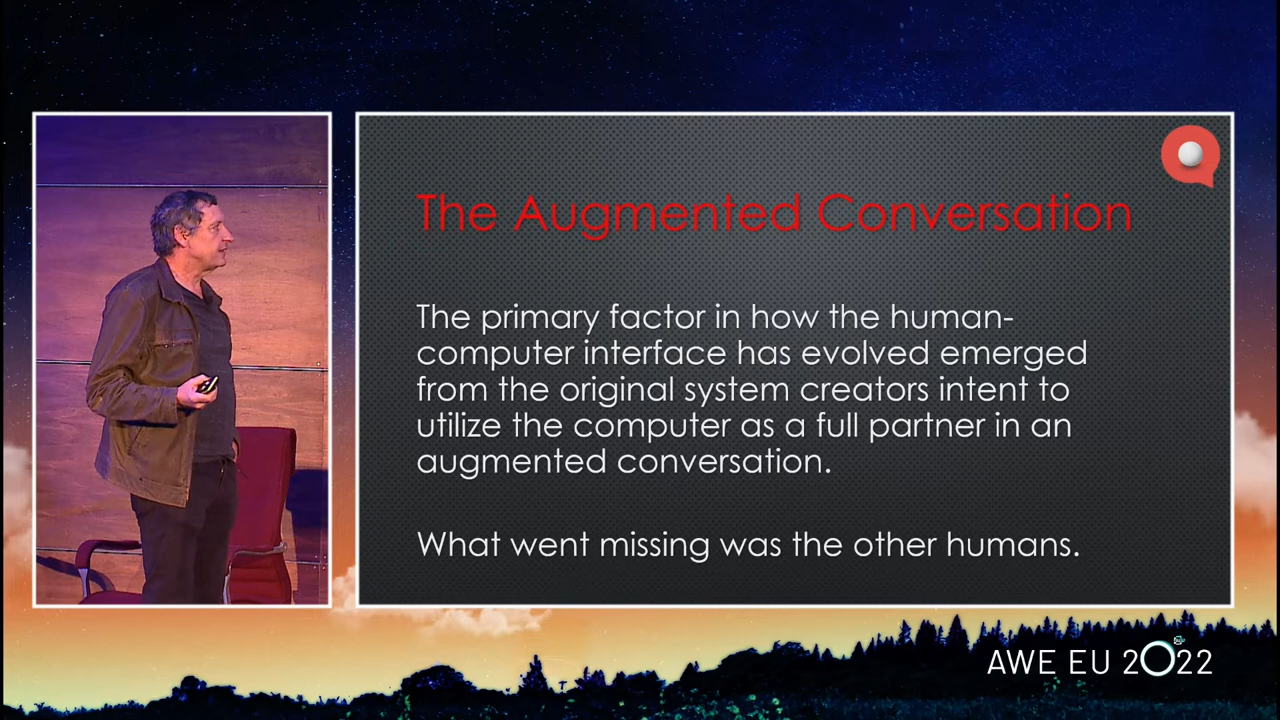 The Augmented Conversation
The primary factor in how the human-
computer interface has evolved emerged
from the original system creators intent to
utilize the computer as a full partner in an
augmented conversation.
What went missing was the other humans.
AWE EU 2022